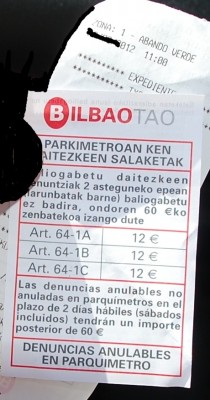 ZONA: 1 - ABANDO VERDE
2012 11:00
**********
EXPEDIENT
**********
BILBAOTAO
PARKIMETROAN KEN
DAITEZKEEN SALAKETAK
Baliogabetu daitezkeen
denuntziak 2 asteguneko epean
(larunbatak barne) baliogabetu
ez badira, ondoren 60 €ko
zenbatekoa izango dute
Art. 64-1A 12 €
Art. 64-1B 12 €
Art. 64-1C 12 €
Las denuncias anulables no
anuladas en parquímetros en el
plazo de 2 días hábiles (sábados
incluidos) tendrán un importe
posterior de 60 €
DENUNCIAS ANULABLES
EN PARQUIMETRO